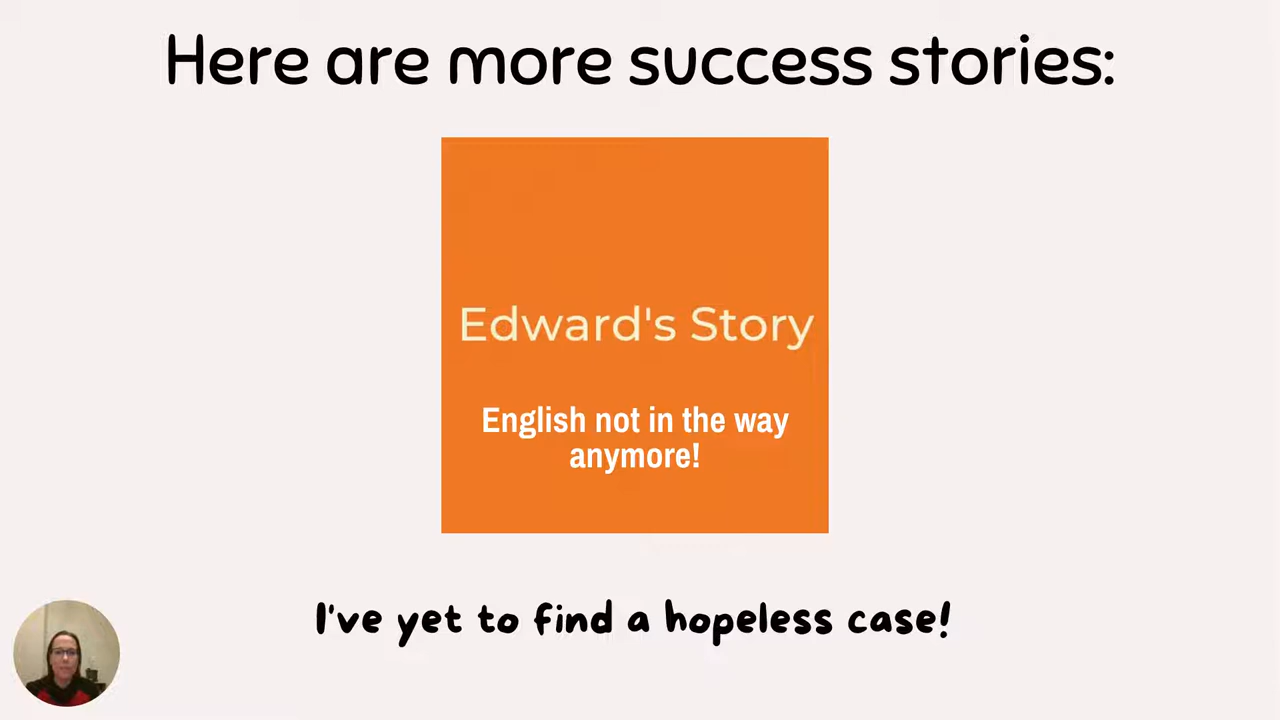 Here are more success stories:
Edward's Story
English not in the way
anymore!
I've yet to find a hopeless case!